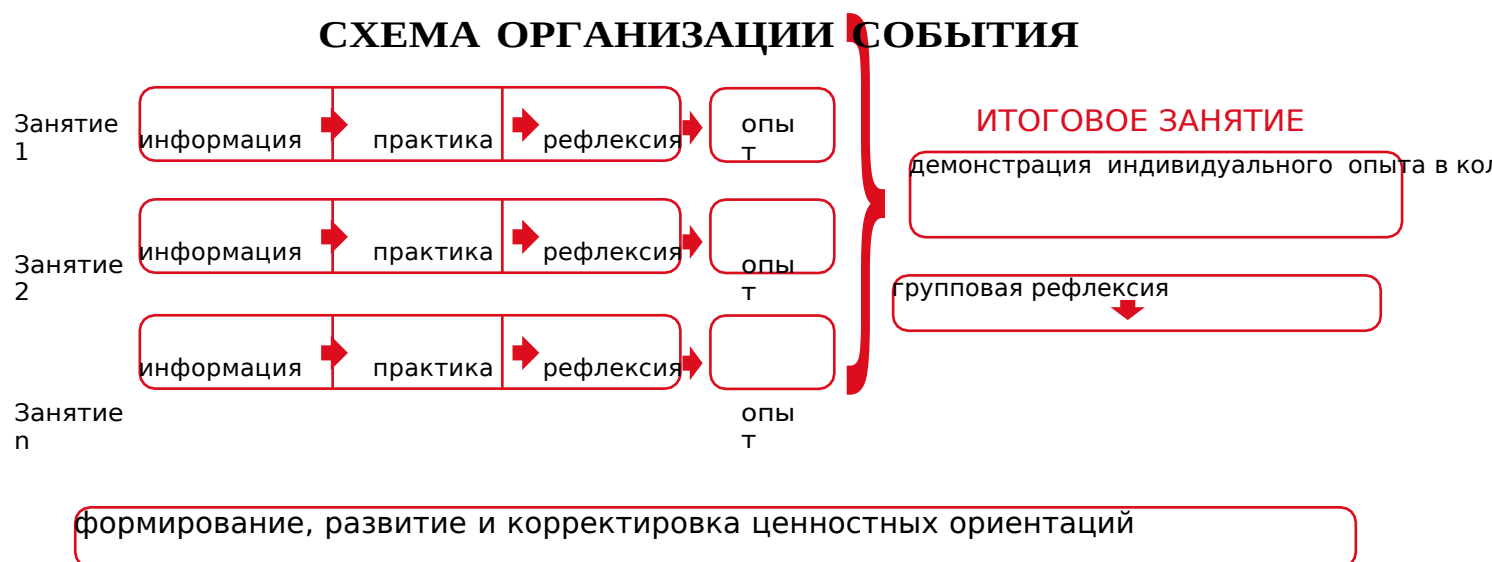 СХЕМА ОРГАНИЗАЦИИ СОБЫТИЯ
Занятие
1
информация
практика
рефлексия
опы
т
Занятие
2
информация
практика
рефлексия
опы
т
Занятие
n
информация
практика
рефлексия
опы
т
ИТОГОВОЕ ЗАНЯТИЕ
демонстрация индивидуального опыта в
групповая рефлексия
формирование, развитие и корректировка ценностных ориентаций